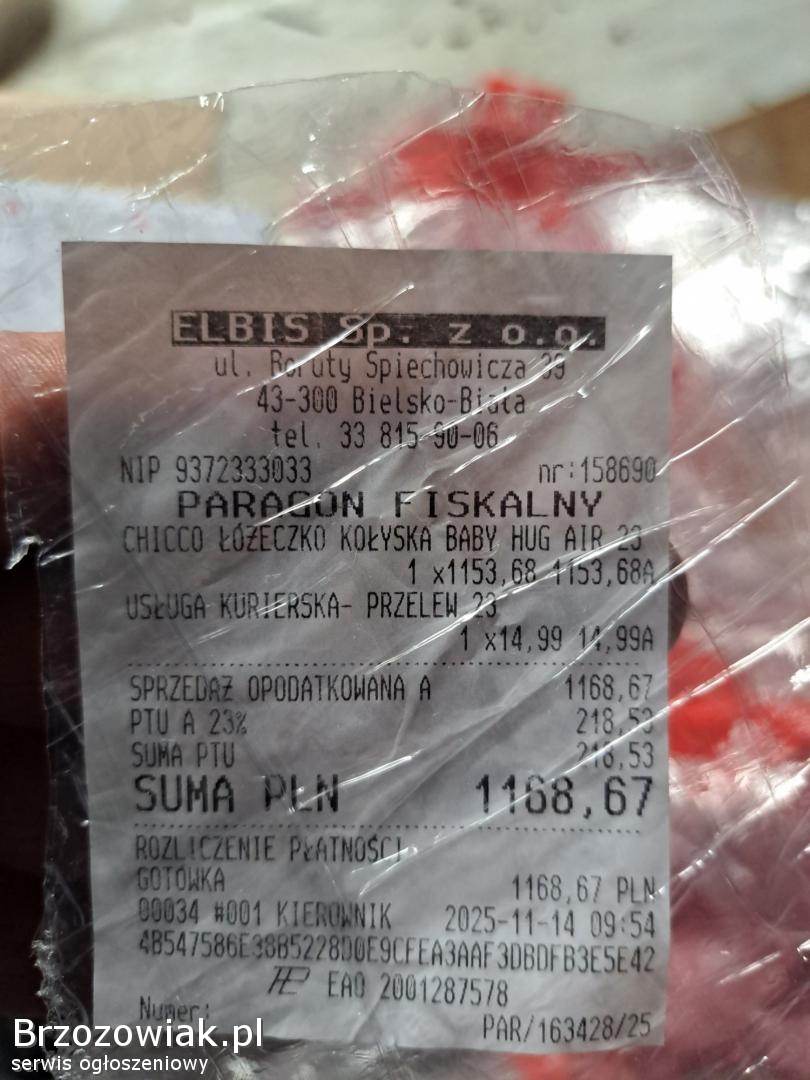 ELBIS Sp. z o.o.
ul. Boruty Spiechowicza 39
43-300 Bielsko-Biała
tel. 33 815-90-06
NIP 9372333033 nr:158690
PARAGON FISKALNY
CHICCO ŁÓŻECZKO KOŁYSKA BABY HUG AIR 23
1 x1153,68 1153,68A
USŁUGA KURIERSKA- PRZELEW 23
1 x14,99 14,99A
SPRZEDAŻ OPODATKOWANA A 1168,67
PTU A 23% 218,53
SUMA PTU 218,53
SUMA PLN 1168,67
ROZLICZENIE PŁATNOŚCI
GOTÓWKA 1168,67 PLN
00034 #001 KIEROWNIK 2025-11-14 09:54
4B547586E38B5228D0E9CFEA3AAF3DBDFB3E5E42
EAO 2001287578
Numer: PAR/163428/25
Brzozowiak.pl
serwis ogłoszeniowy